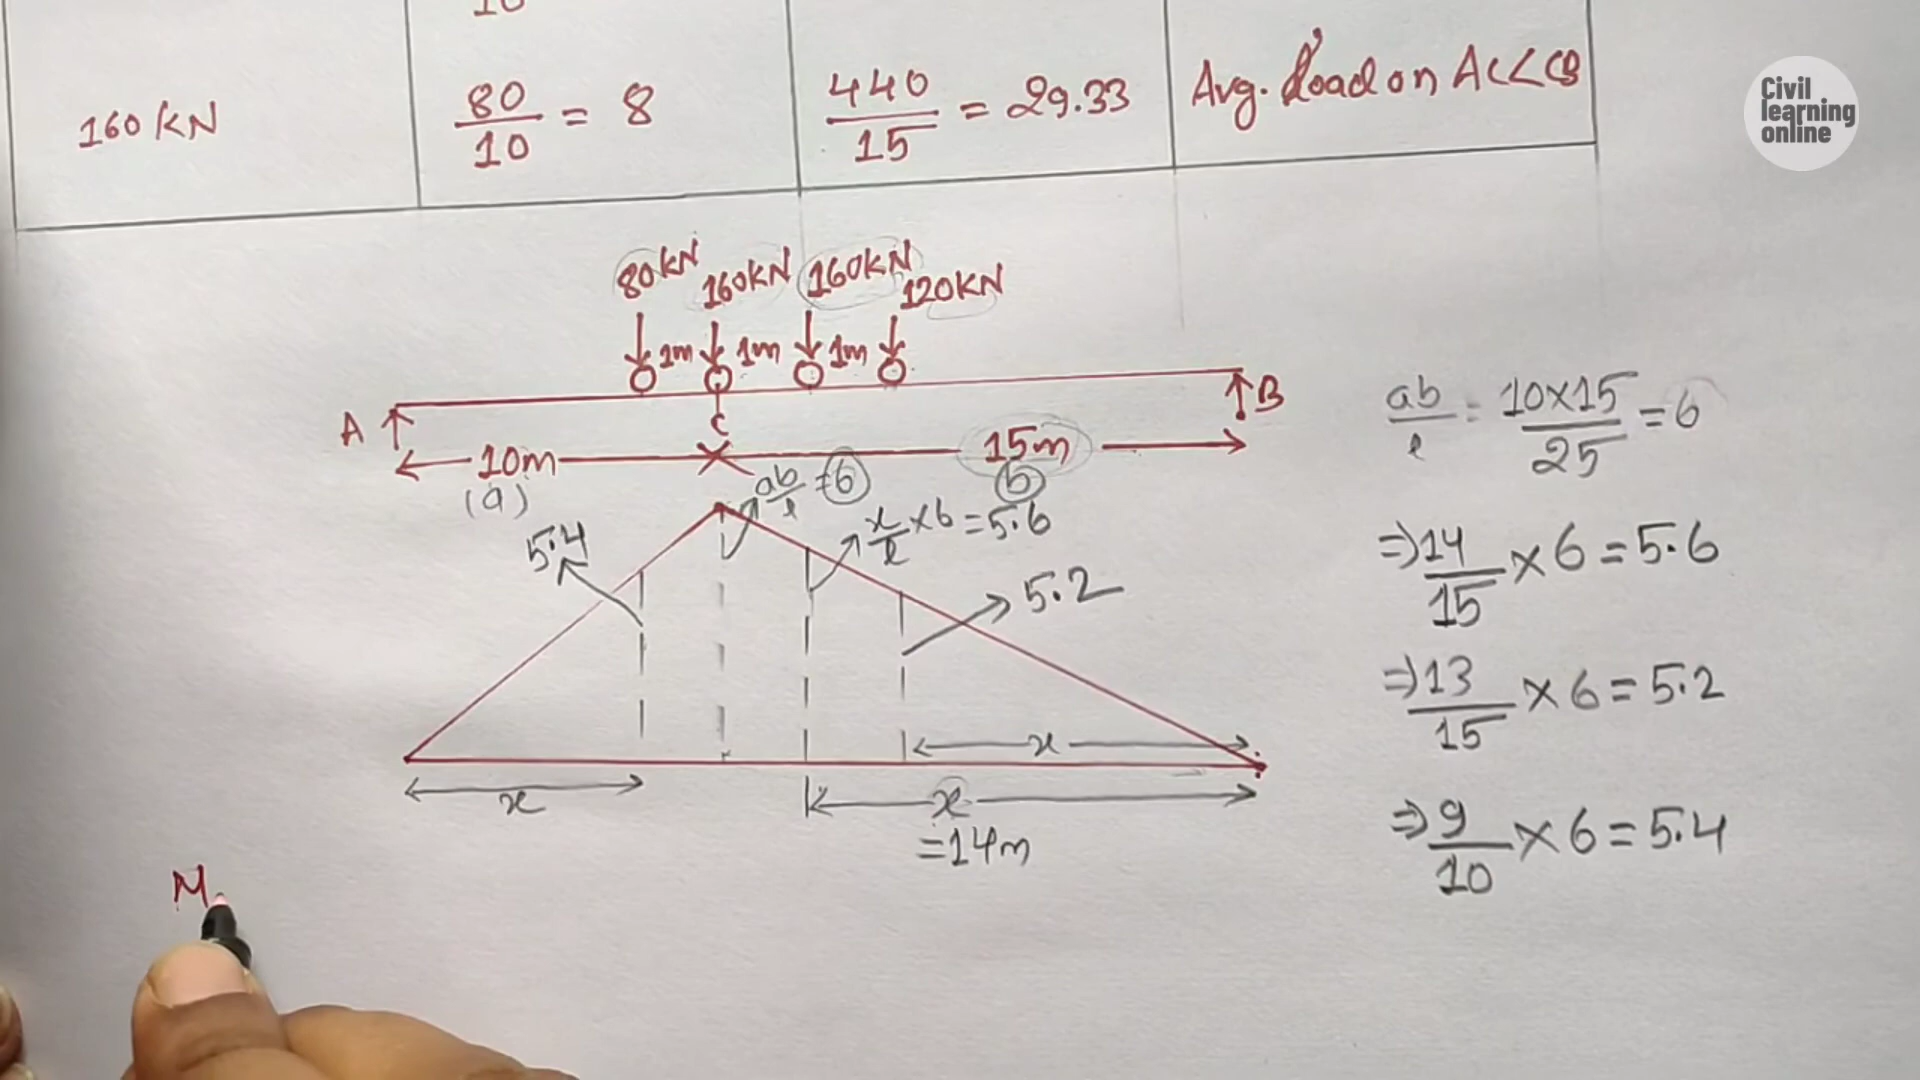 10
160 KN
80/10 = 8
440/15 = 29.33
Avg. load on AC<CB
Civil
learning
online
80KN 160KN 160KN 120KN
1m 1m 1m
A C B
10m 15m
(a) (b)
ab/l = 6
x/l × 6 = 5.6
5.4
5.2
x
x
x
=14m
ab/l = 10×15/25 = 6
⇒ 14/15 × 6 = 5.6
⇒ 13/15 × 6 = 5.2
⇒ 9/10 × 6 = 5.4
M